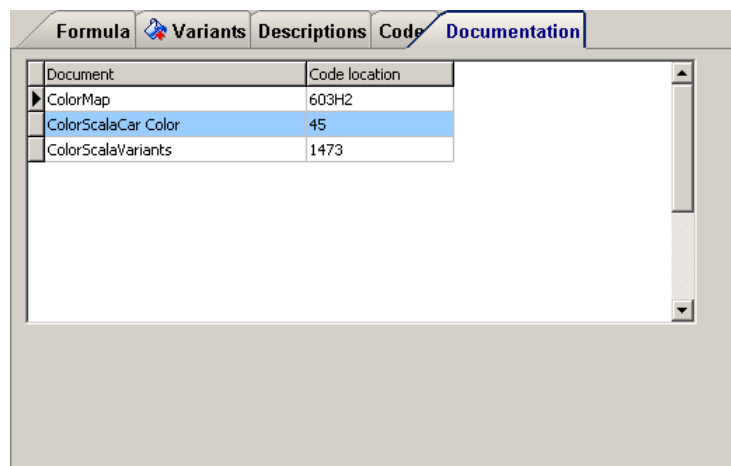 Formula Variants Descriptions Code Documentation
Document Code location
ColorMap 603H2
ColorScalaCar Color 45
ColorScalaVariants 1473